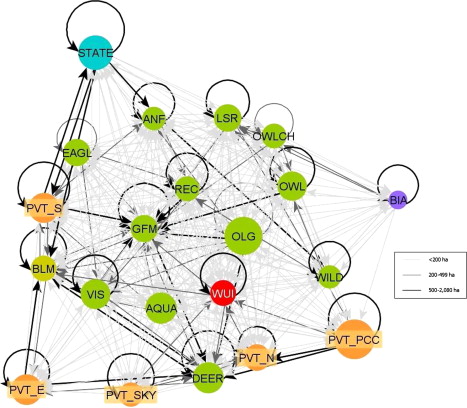 STATE
ANF
LSR
OWLCH
EAGL
REC
OWL
BIA
PVT_S
GFM
OLG
BLM
WILD
VIS
WUI
AQUA
PVT_PCC
PVT_N
DEER
PVT_E
PVT_SKY
<200 ha
200-499 ha
500-2,080 ha